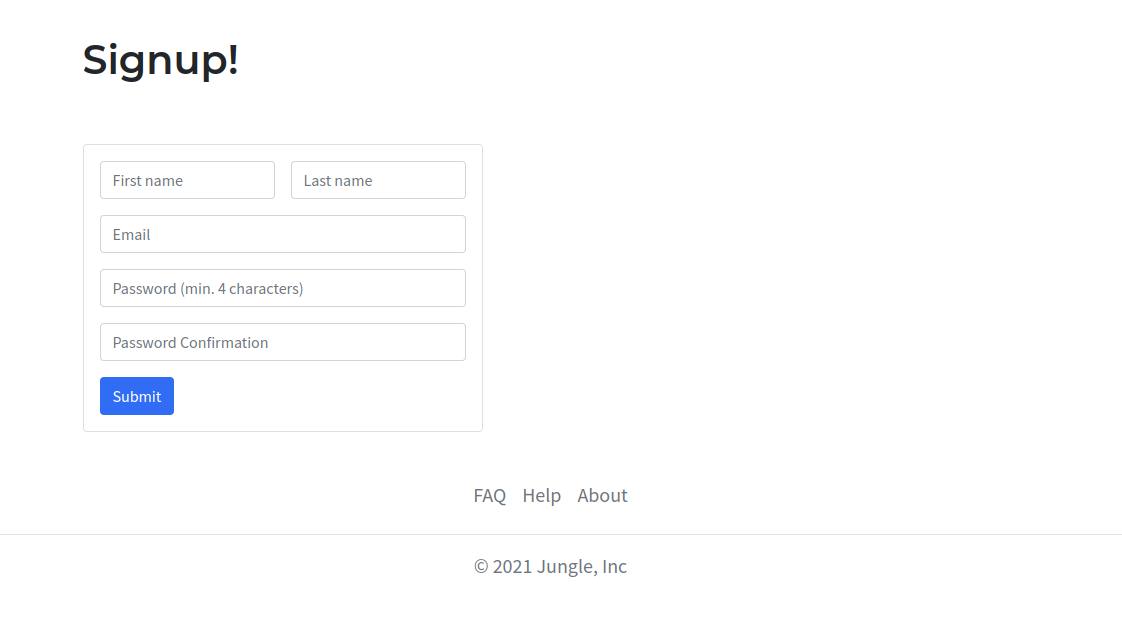 Signup!
First name Last name
Email
Password (min. 4 characters)
Password Confirmation
Submit
FAQ Help About
© 2021 Jungle, Inc